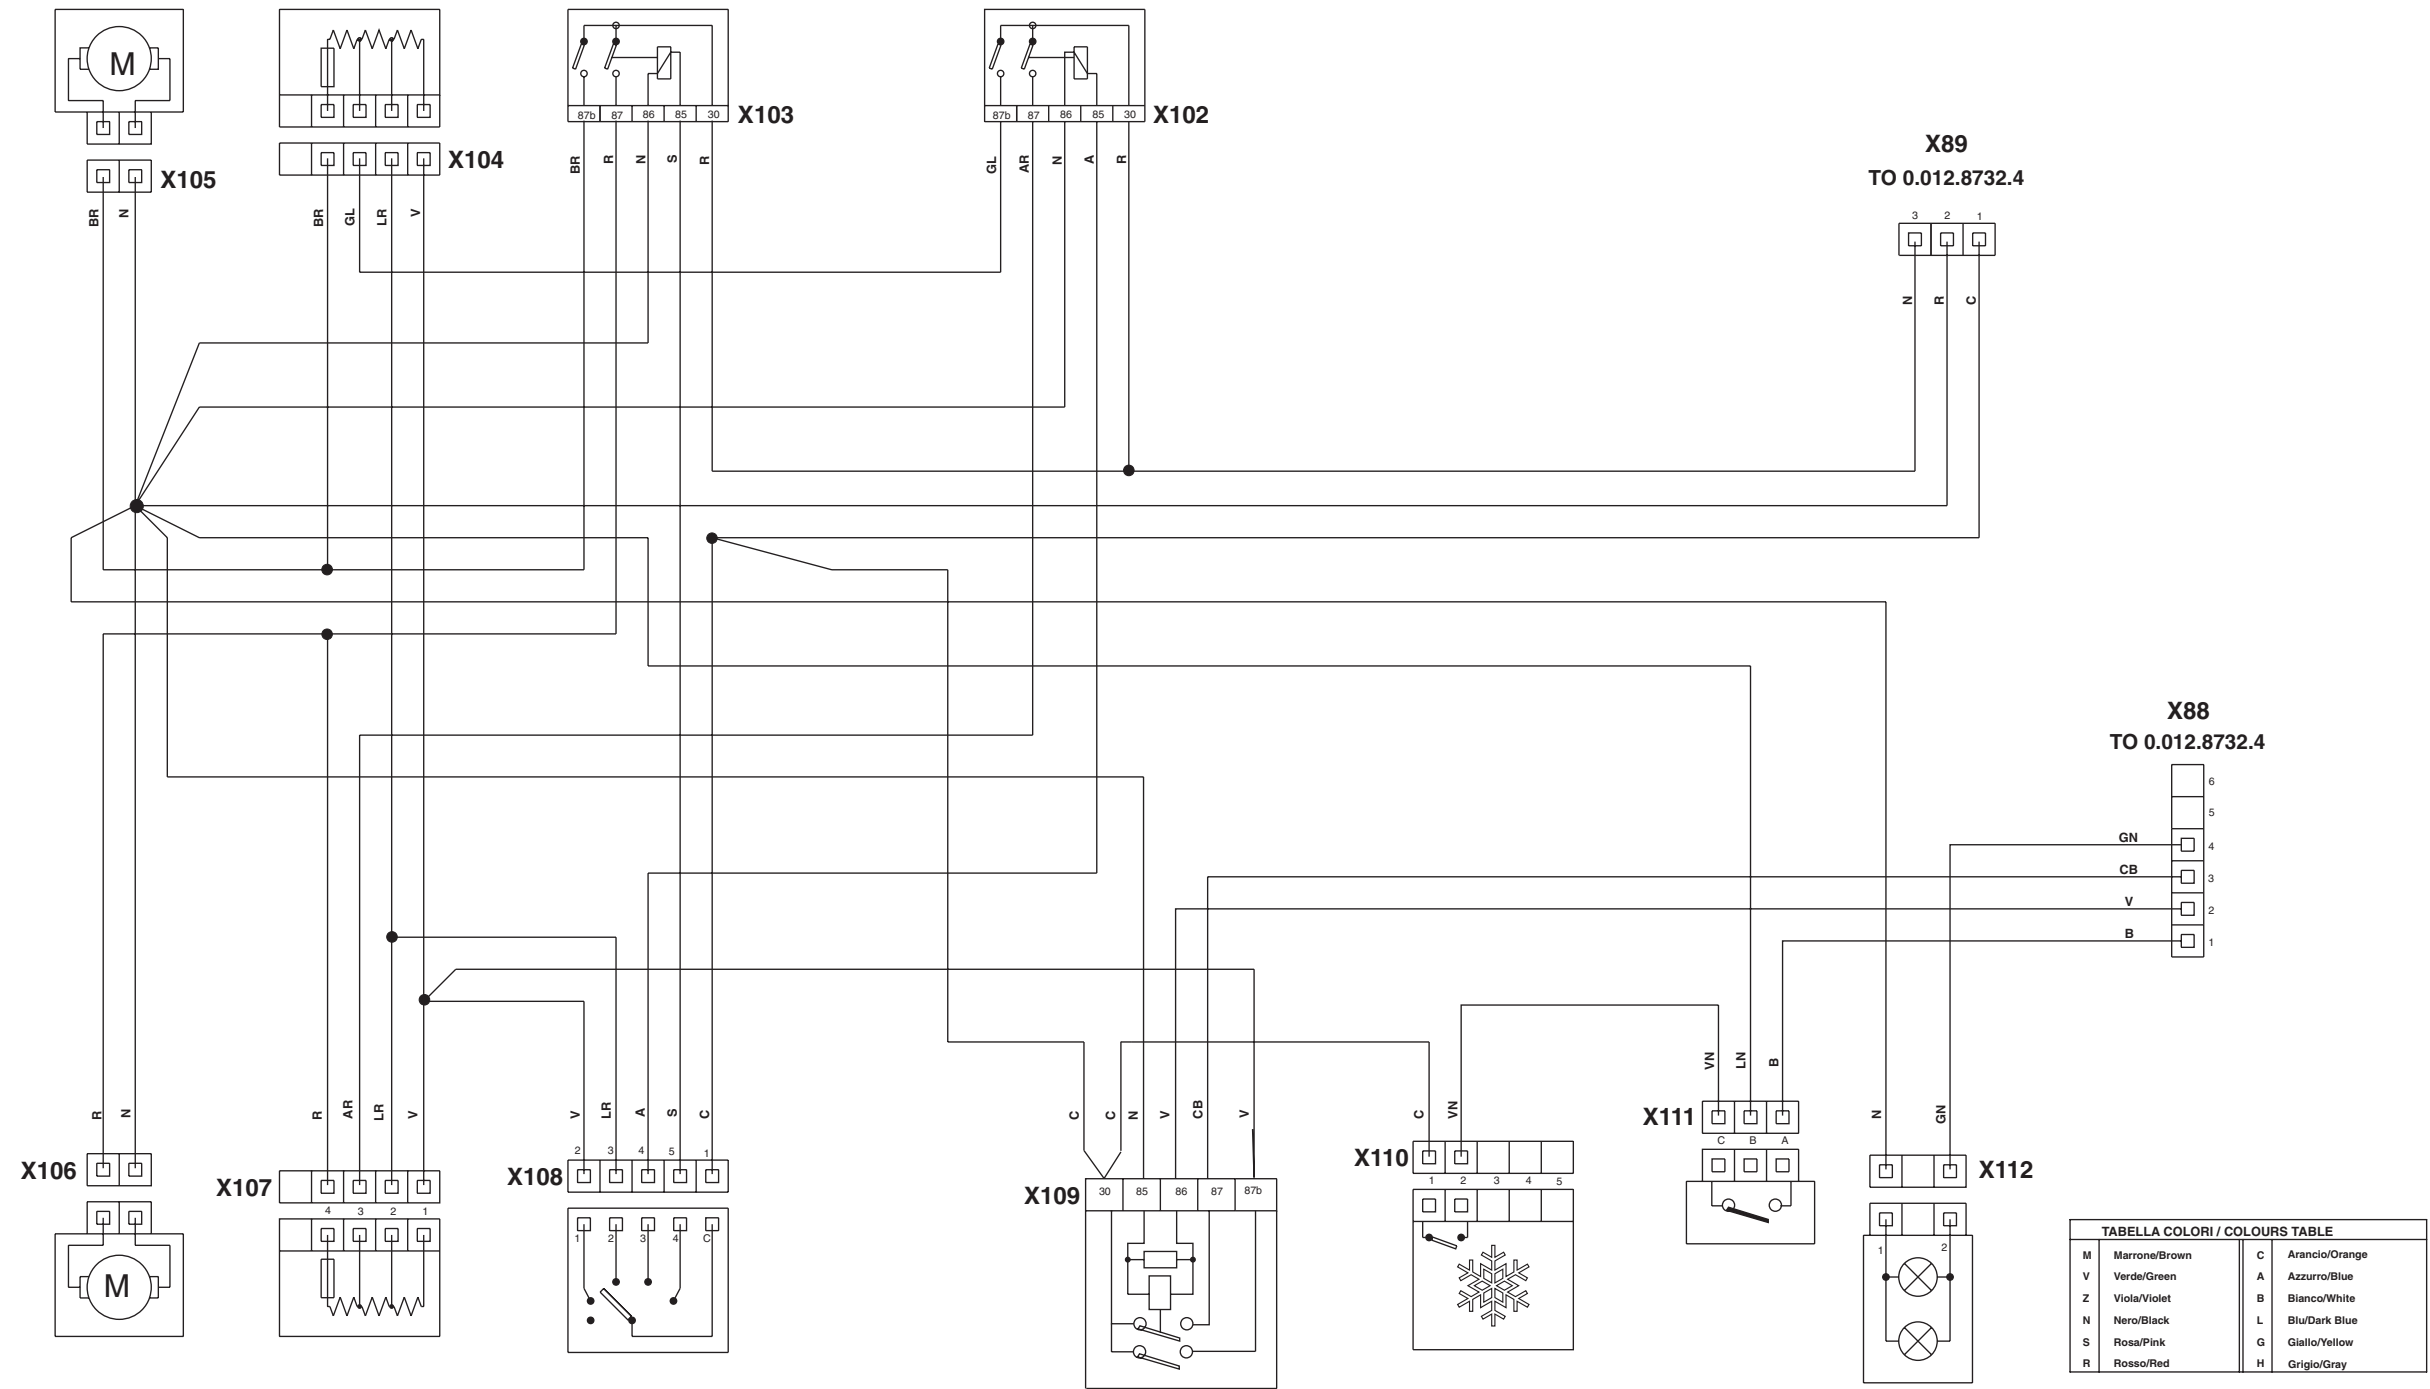 M
X105
BR N
X104
BR GL LR V
87b 87 86 85 30
X103
BR R N S R
87b 87 86 85 30
X102
GL AR N A R
X89
TO 0.012.8732.4
3 2 1
N R C
X88
TO 0.012.8732.4
6
5
GN 4
CB 3
V 2
B 1
R N
X106
M
R AR LR V
X107
4 3 2 1
V LR A S C
2 3 4 5 1
X108
1 2 3 4 C
C C N V CB V
X109
30 85 86 87 87b
C VN
X110
1 2 3 4 5
VN LN B
X111
C B A
N GN
X112
1 2
TABELLA COLORI / COLOURS TABLE
M Marrone/Brown C Arancio/Orange
V Verde/Green A Azzurro/Blue
Z Viola/Violet B Bianco/White
N Nero/Black L Blu/Dark Blue
S Rosa/Pink G Giallo/Yellow
R Rosso/Red H Grigio/Gray